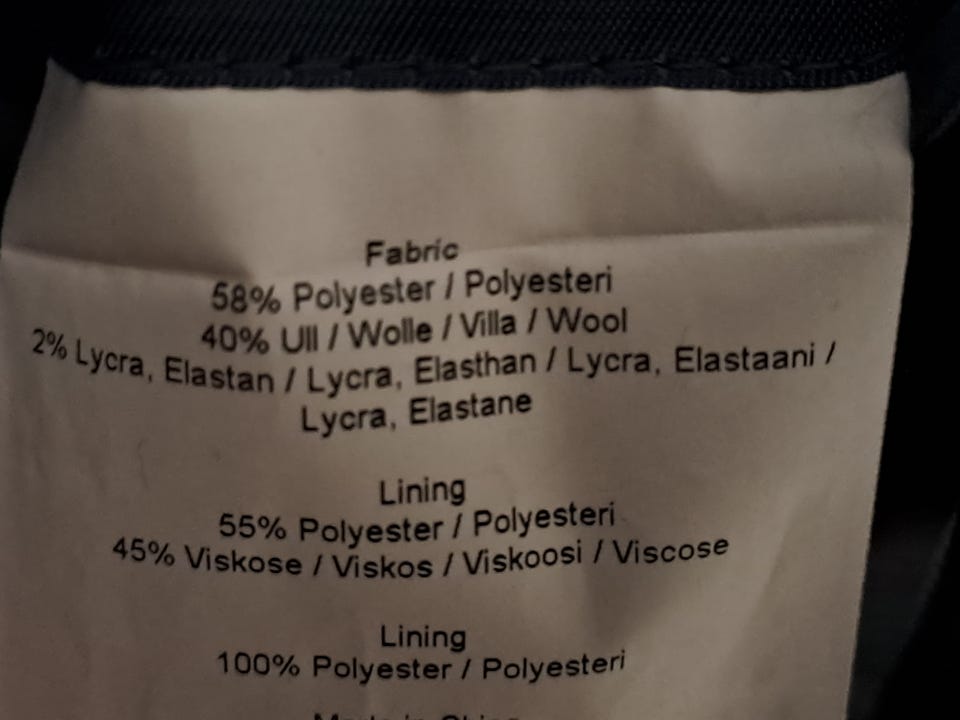 Fabric
58% Polyester / Polyesteri
40% Ull / Wolle / Villa / Wool
2% Lycra, Elastan / Lycra, Elasthan / Lycra, Elastaani /
Lycra, Elastane
Lining
55% Polyester / Polyesteri
45% Viskose / Viskos / Viskoosi / Viscose
Lining
100% Polyester / Polyesteri